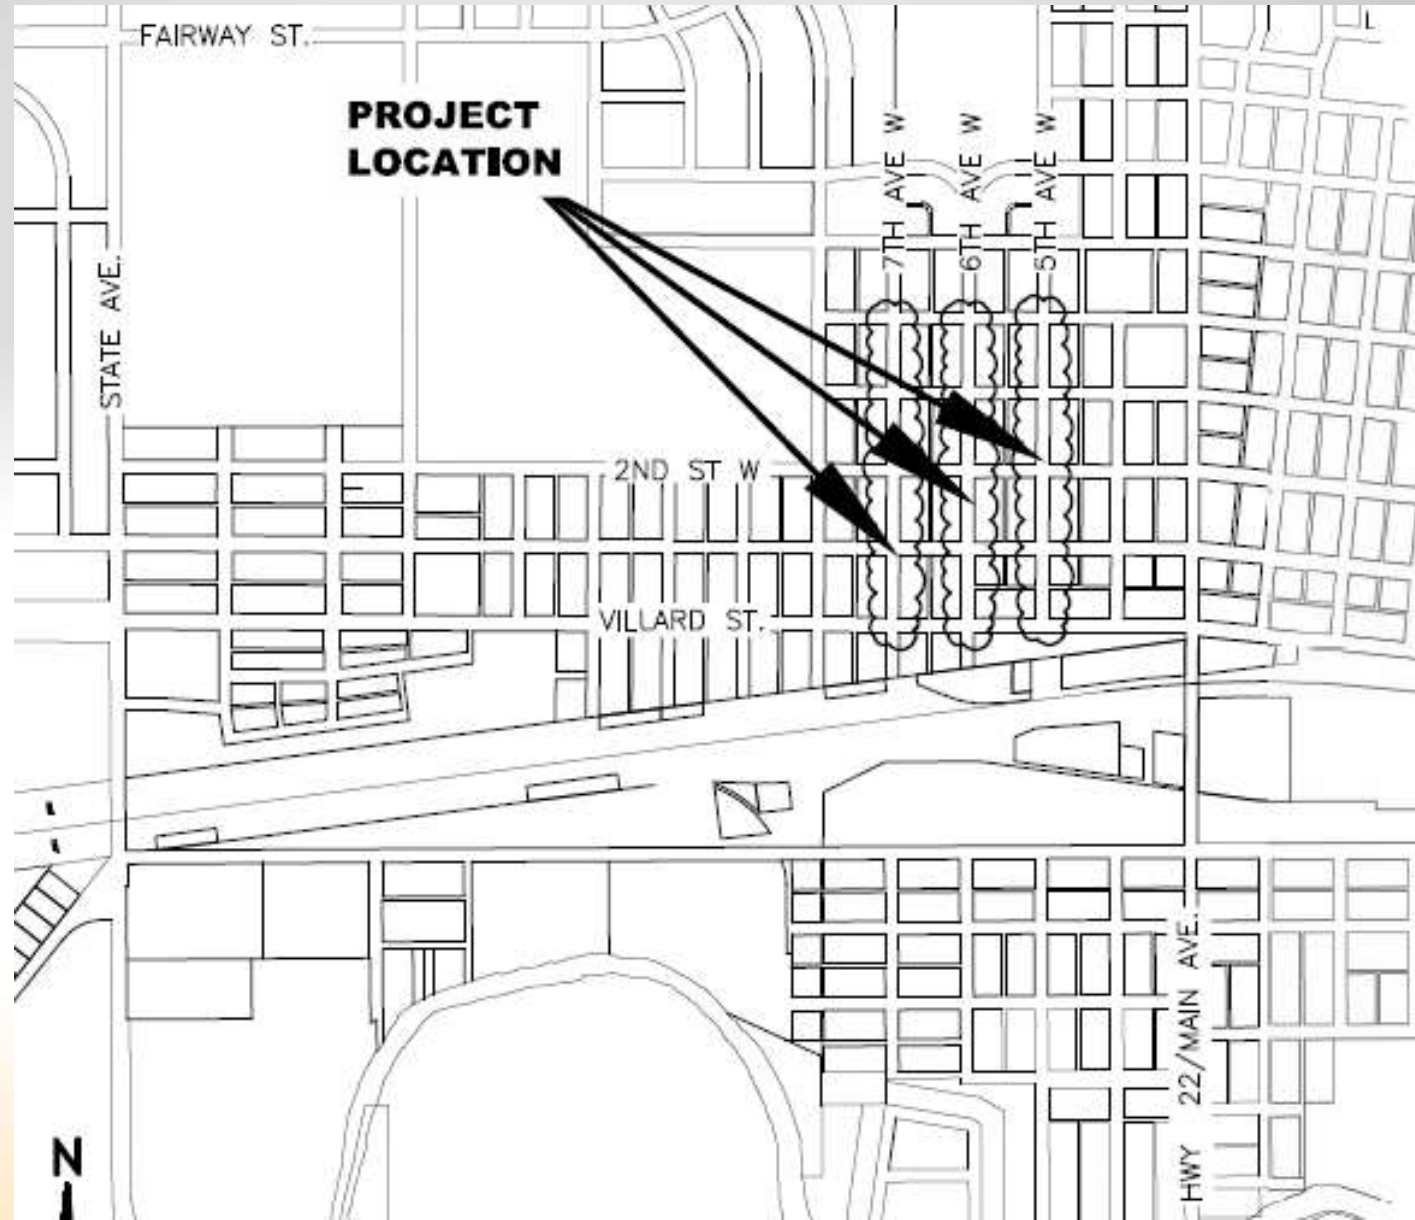 FAIRWAY ST.
PROJECT
LOCATION
7TH AVE W
6TH AVE W
5TH AVE W
STATE AVE.
2ND ST W
VILLARD ST.
HWY 22/MAIN AVE.
N